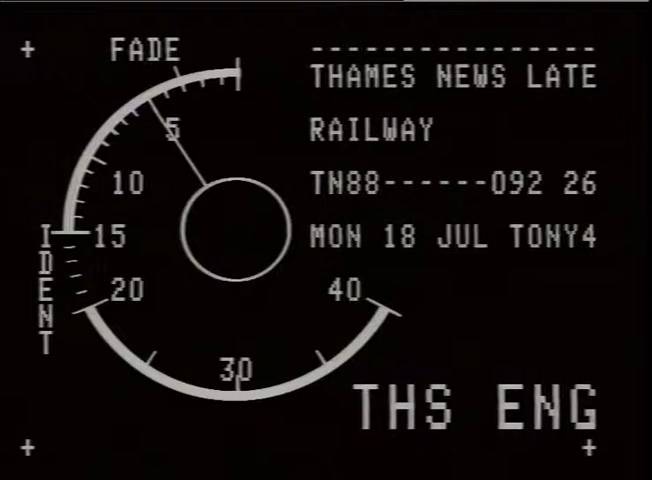 FADE
THAMES NEWS LATE
RAILWAY
TN88------092 26
MON 18 JUL TONY4
5
10
15
20
30
40
IDENT
THS ENG